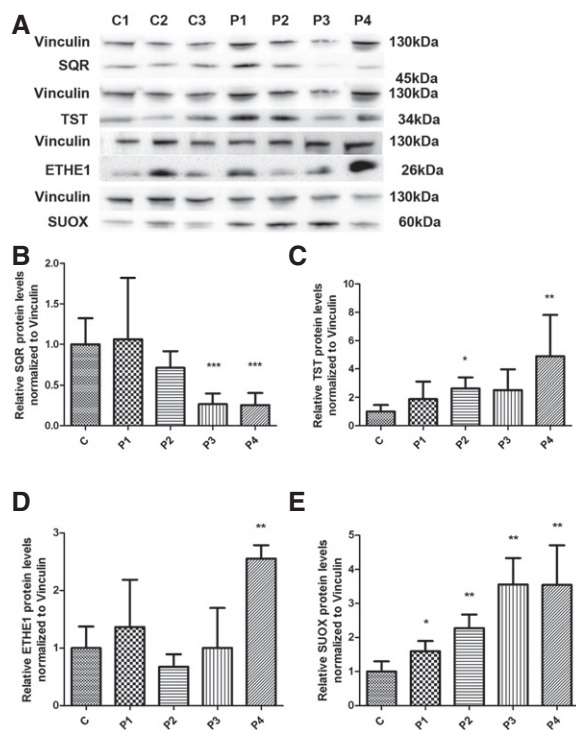 A
C1 C2 C3 P1 P2 P3 P4
Vinculin 130kDa
SQR 45kDa
Vinculin 130kDa
TST 34kDa
Vinculin 130kDa
ETHE1 26kDa
Vinculin 130kDa
SUOX 60kDa
B
Relative SQR protein levels
normalized to Vinculin
2.0
1.5
1.0
0.5
0.0
*** ***
C P1 P2 P3 P4
C
Relative TST protein levels
normalized to Vinculin
10
8
6
4
2
0
* **
C P1 P2 P3 P4
D
Relative ETHE1 protein levels
normalized to Vinculin
3
2
1
0
**
C P1 P2 P3 P4
E
Relative SUOX protein levels
normalized to Vinculin
5
4
3
2
1
0
* ** ** **
C P1 P2 P3 P4